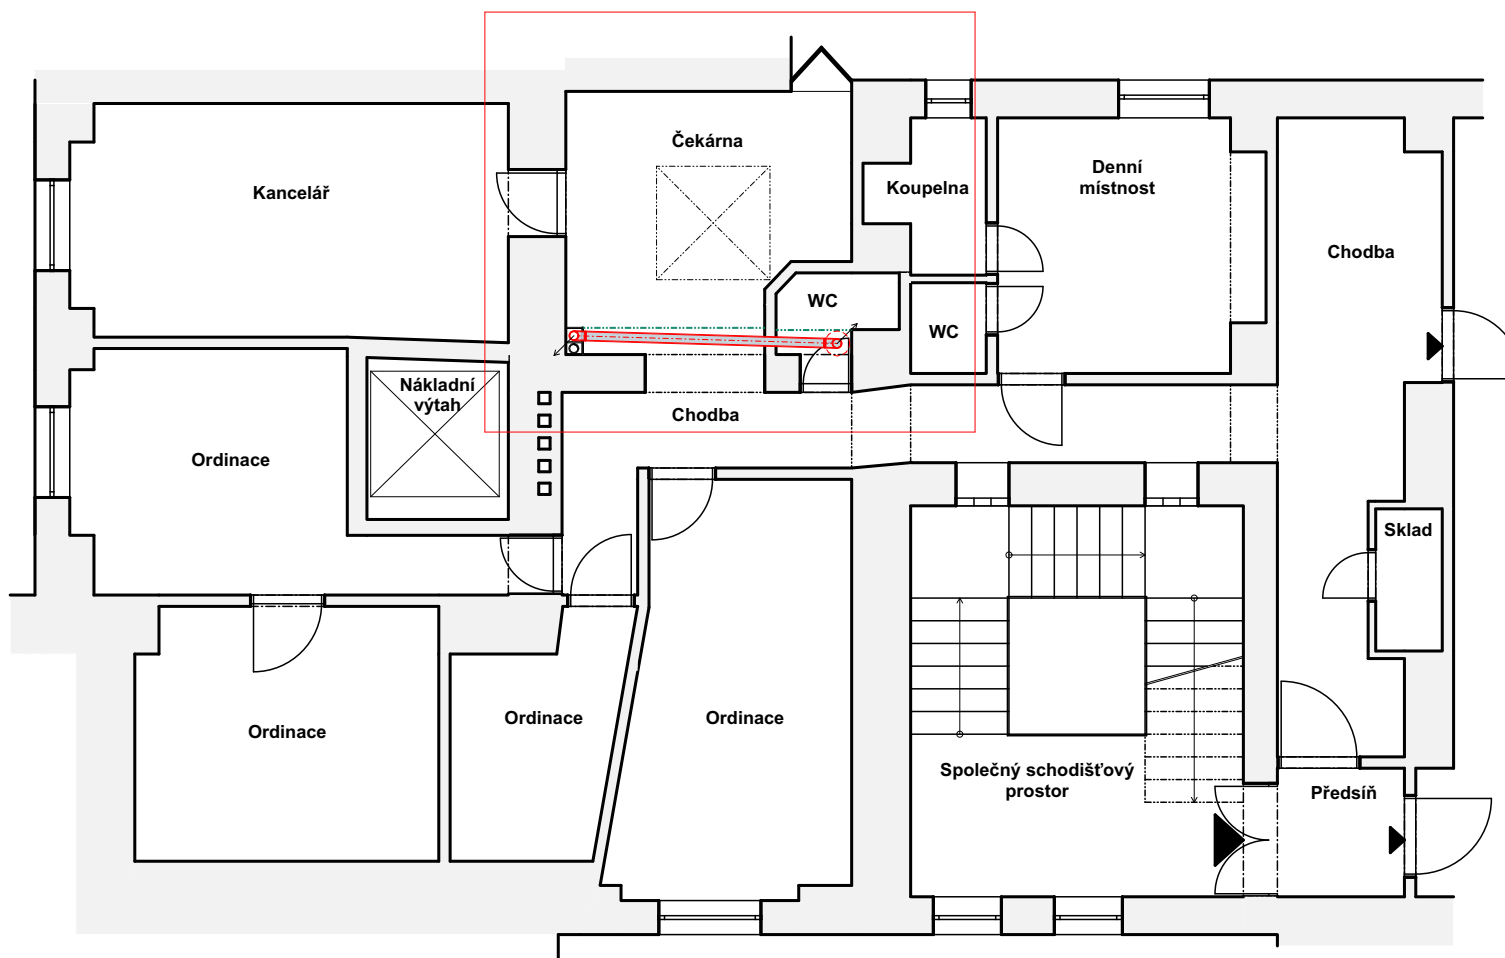 Čekárna
Kancelář
Koupelna
Denní
místnost
Chodba
WC
WC
Nákladní
výtah
Chodba
Ordinace
Sklad
Ordinace
Ordinace
Ordinace
Společný schodišťový
prostor
Předsíň